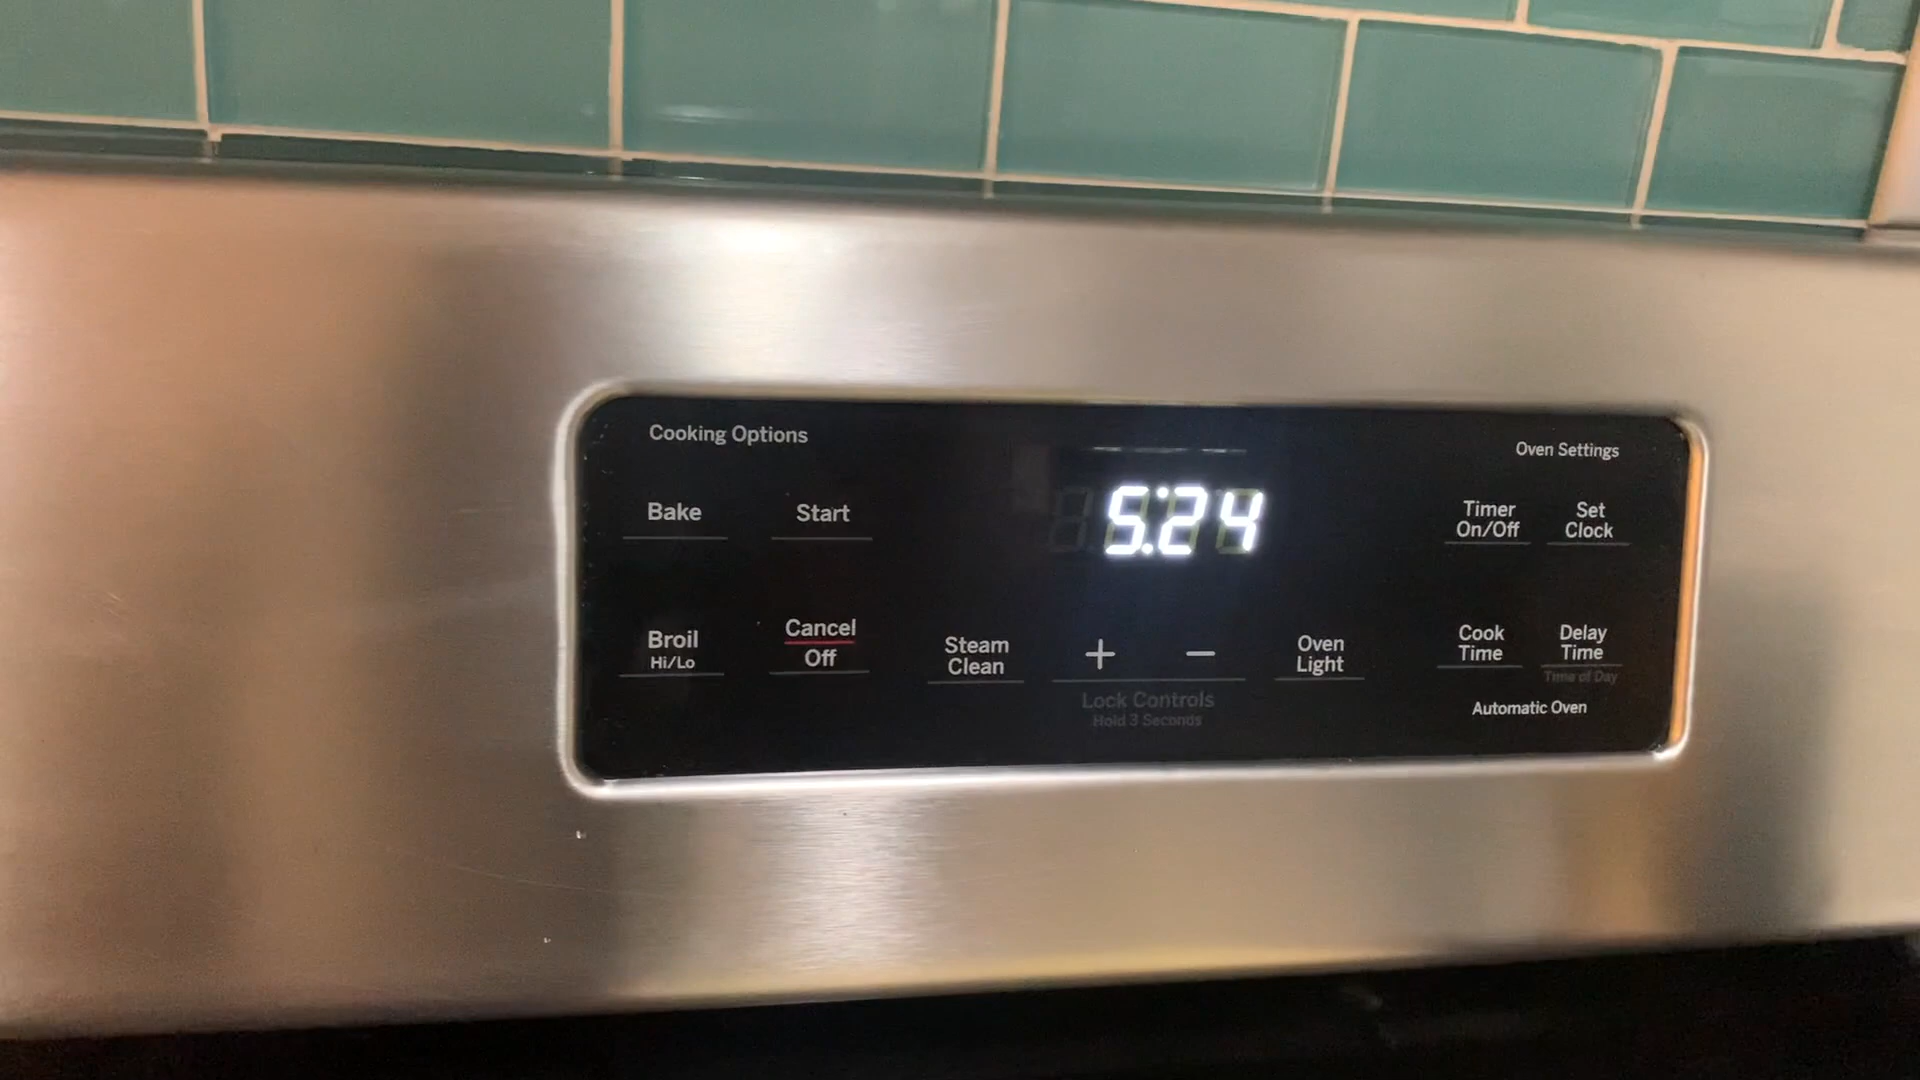 Cooking Options
Oven Settings
Bake
Start
5:24
Timer
On/Off
Set
Clock
Broil
Hi/Lo
Cancel
Off
Steam
Clean
+
−
Oven
Light
Cook
Time
Delay
Time
Time of Day
Lock Controls
Hold 3 Seconds
Automatic Oven